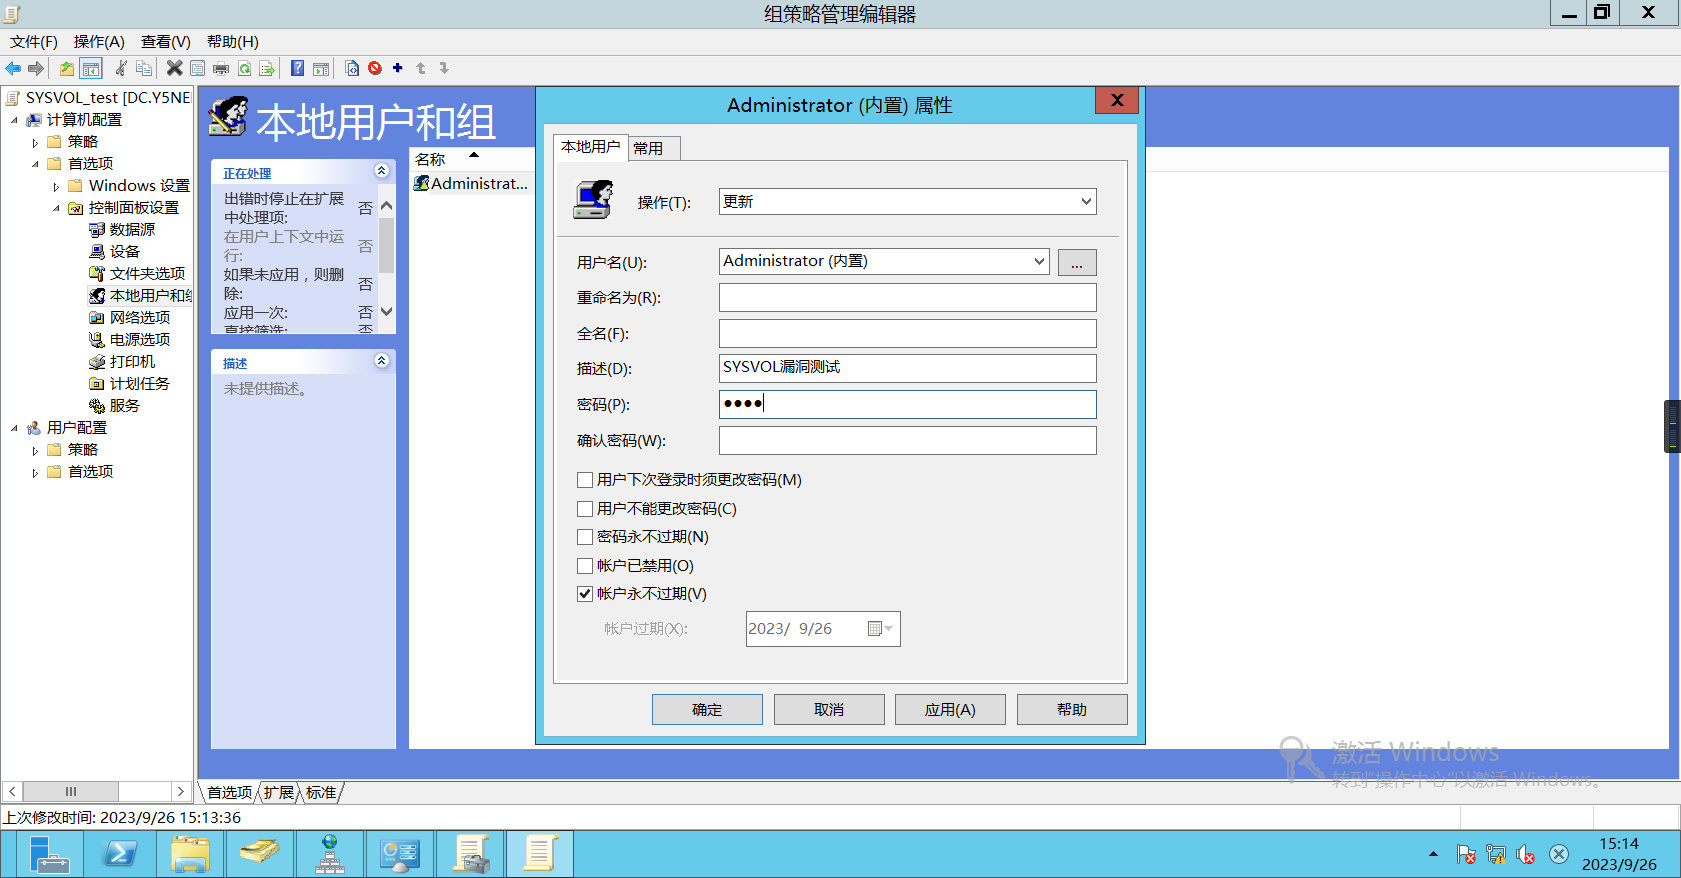 组策略管理编辑器
文件(F) 操作(A) 查看(V) 帮助(H)
SYSVOL_test [DC.Y5NE
计算机配置
策略
首选项
Windows 设置
控制面板设置
数据源
设备
文件夹选项
本地用户和组
网络选项
电源选项
打印机
计划任务
服务
用户配置
策略
首选项
本地用户和组
正在处理
出错时停止在扩展中处理项: 否
在用户上下文中运行: 否
如果未应用，则删除: 否
应用一次: 否
直接筛选: 否
描述
未提供描述。
名称
Administrat...
Administrator (内置) 属性
本地用户 常用
操作(T): 更新
用户名(U): Administrator (内置) ...
重命名为(R):
全名(F):
描述(D): SYSVOL漏洞测试
密码(P): ●●●●
确认密码(W):
用户下次登录时须更改密码(M)
用户不能更改密码(C)
密码永不过期(N)
帐户已禁用(O)
帐户永不过期(V)
帐户过期(X): 2023/ 9/26
确定 取消 应用(A) 帮助
激活 Windows
转到"操作中心"以激活 Windows。
首选项 扩展 标准
上次修改时间: 2023/9/26 15:13:36
15:14
2023/9/26